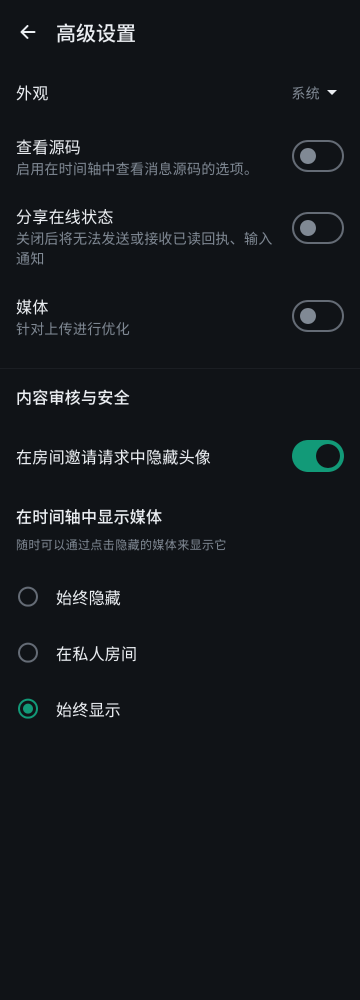 高级设置
外观
系统
查看源码
启用在时间轴中查看消息源码的选项。
分享在线状态
关闭后将无法发送或接收已读回执、输入
通知
媒体
针对上传进行优化
内容审核与安全
在房间邀请请求中隐藏头像
在时间轴中显示媒体
随时可以通过点击隐藏的媒体来显示它
始终隐藏
在私人房间
始终显示